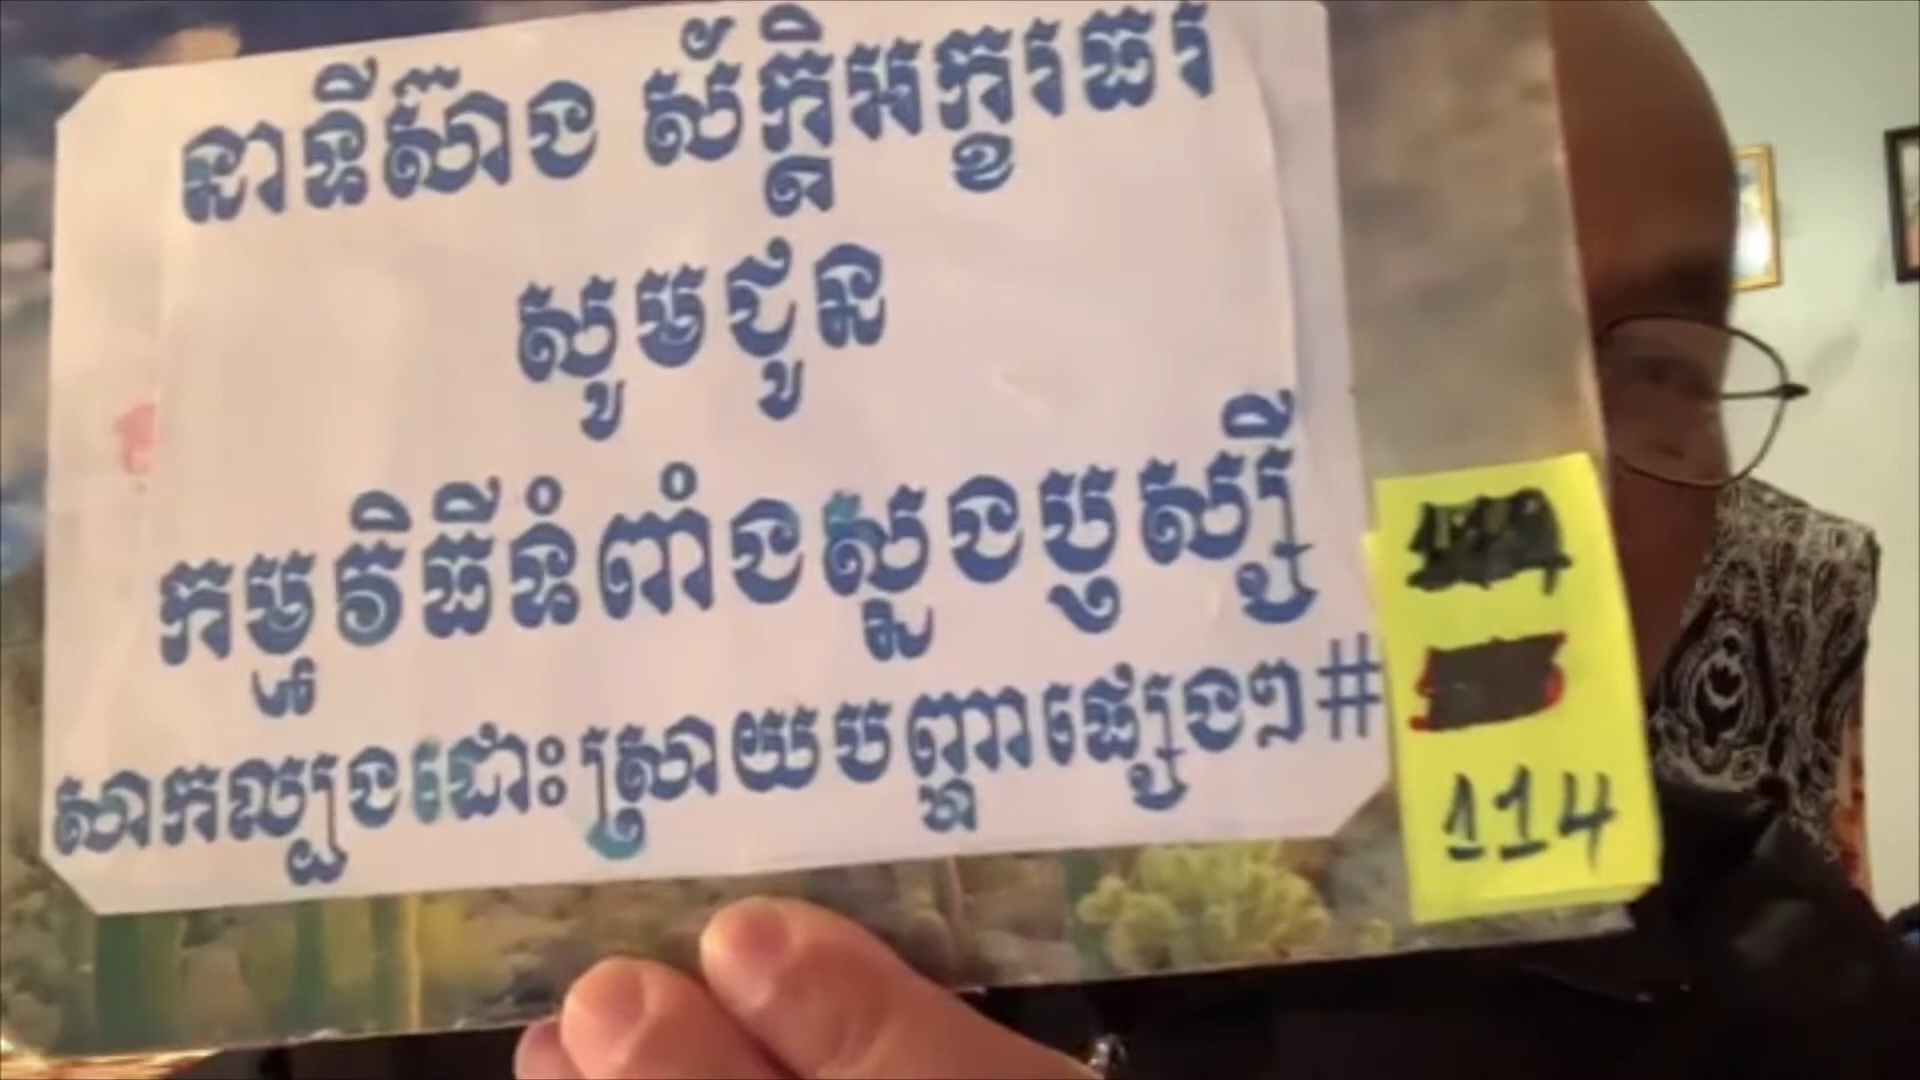 នាទីស៊ាង ស័ក្តិអក្ខរធរ
សូមជូន
កម្មវិធីទំពាំងស្នងឫស្សី
សាកល្បងដោះស្រាយបញ្ហាផ្សេងៗ#
114